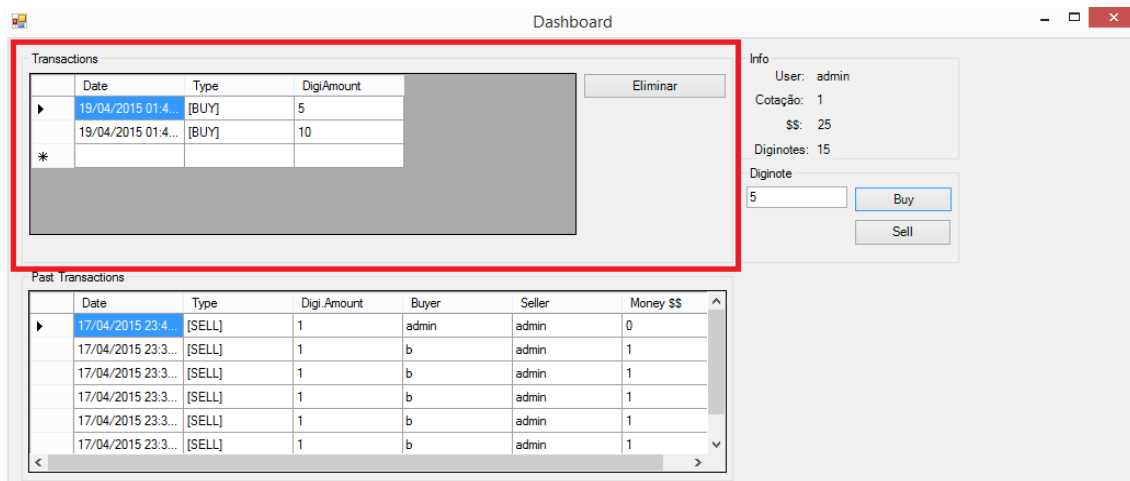 Dashboard
Transactions
Date Type DigiAmount
19/04/2015 01:4... [BUY] 5
19/04/2015 01:4... [BUY] 10
Eliminar
Info
User: admin
Cotação: 1
$$: 25
Diginotes: 15
Diginote
5 Buy
Sell
Past Transactions
Date Type Digi.Amount Buyer Seller Money $$
17/04/2015 23:4... [SELL] 1 admin admin 0
17/04/2015 23:3... [SELL] 1 b admin 1
17/04/2015 23:3... [SELL] 1 b admin 1
17/04/2015 23:3... [SELL] 1 b admin 1
17/04/2015 23:3... [SELL] 1 b admin 1
17/04/2015 23:3... [SELL] 1 b admin 1